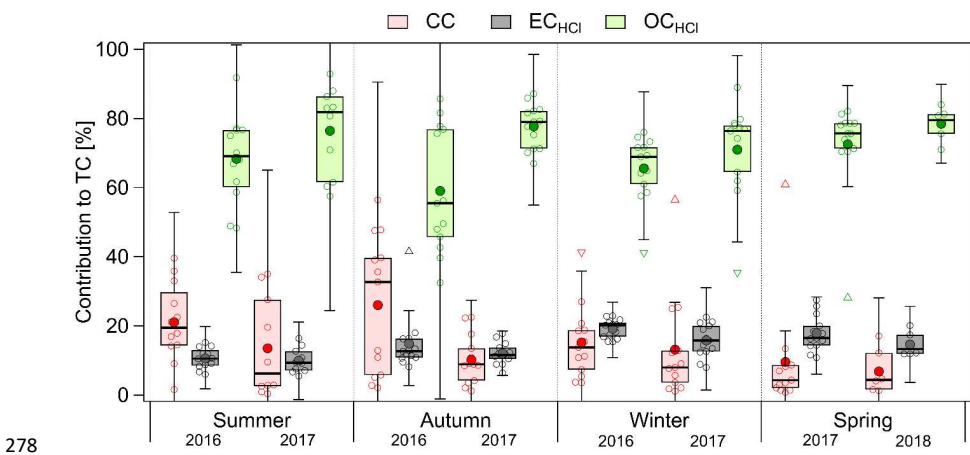 CC EC_HCl OC_HCl
100
80
60
40
20
0
Contribution to TC [%]
Summer Autumn Winter Spring
2016 2017 2016 2017 2016 2017 2017 2018
278